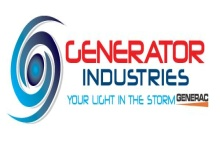 GENERATOR
INDUSTRIES
YOUR LIGHT IN THE STORM GENERAC